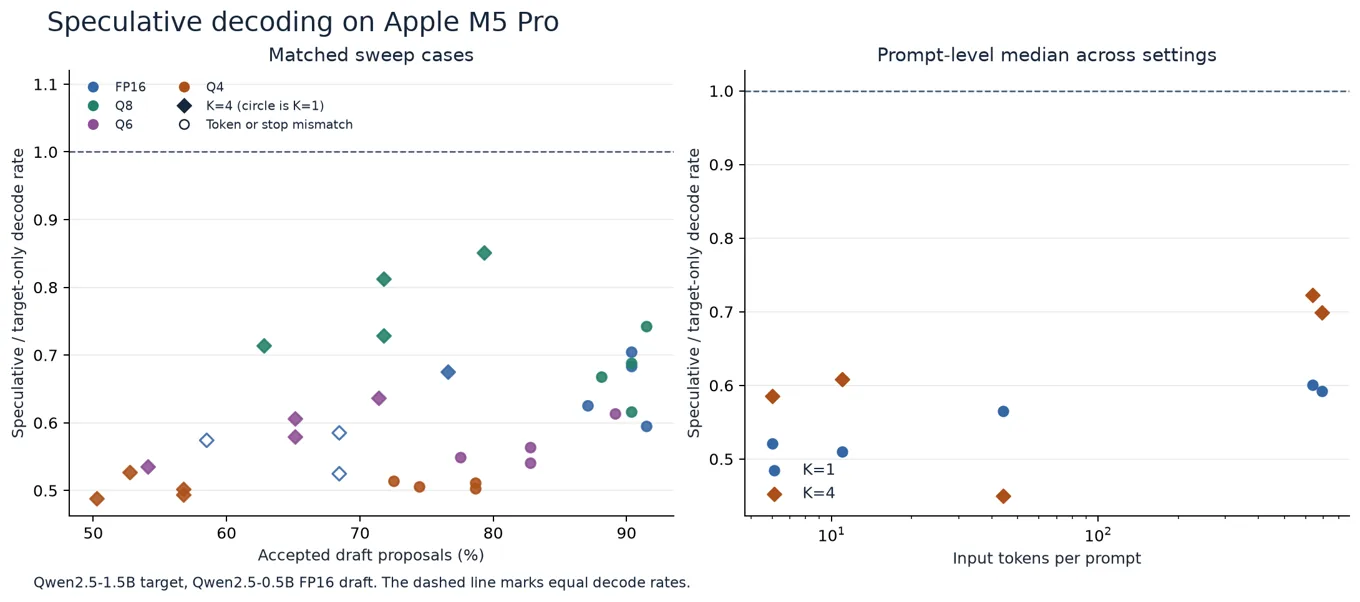 Speculative decoding on Apple M5 Pro
Matched sweep cases
FP16
Q8
Q6
Q4
K=4 (circle is K=1)
Token or stop mismatch
Speculative / target-only decode rate
1.1
1.0
0.9
0.8
0.7
0.6
0.5
50
60
70
80
90
Accepted draft proposals (%)
Prompt-level median across settings
Speculative / target-only decode rate
1.0
0.9
0.8
0.7
0.6
0.5
K=1
K=4
10¹
10²
Input tokens per prompt
Qwen2.5-1.5B target, Qwen2.5-0.5B FP16 draft. The dashed line marks equal decode rates.